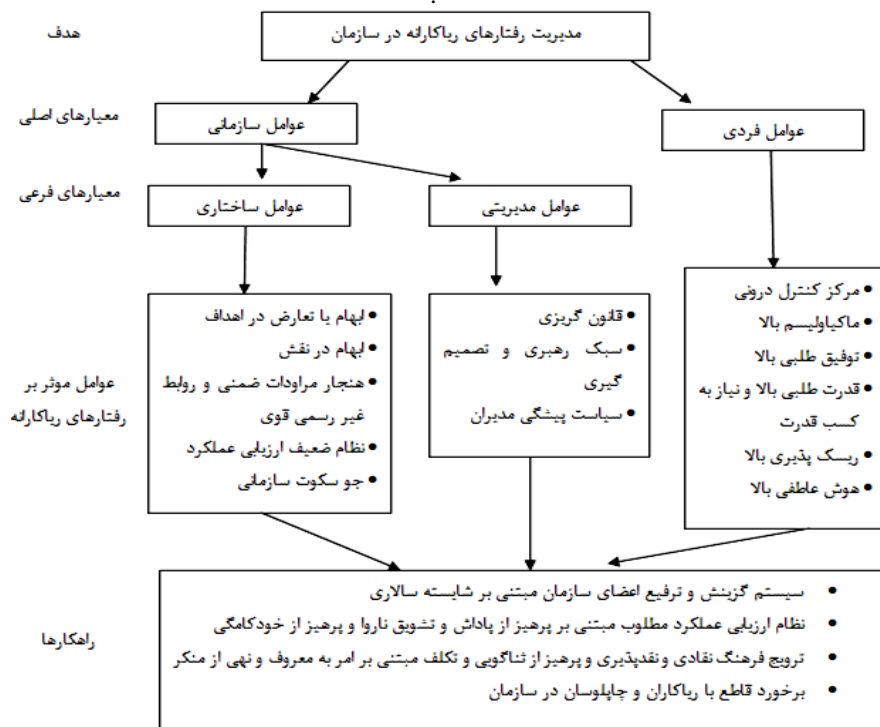 هدف
مدیریت رفتارهای ریاکارانه در سازمان
معیارهای اصلی
عوامل فردی
عوامل سازمانی
معیارهای فرعی
عوامل مدیریتی
عوامل ساختاری
عوامل موثر بر
رفتارهای ریاکارانه
• مرکز کنترل درونی
• ماکیاولیسم بالا
• توفیق طلبی بالا
• قدرت طلبی بالا و نیاز به
کسب قدرت
• ریسک پذیری بالا
• هوش عاطفی بالا
• قانون گریزی
• سبک رهبری و تصمیم
گیری
• سیاست پیشگی مدیران
• ابهام یا تعارض در اهداف
• ابهام در نقش
• هنجار مراودات ضمنی و روابط
غیر رسمی قوی
• نظام ضعیف ارزیابی عملکرد
• جو سکوت سازمانی
راهکارها
• سیستم گزینش و ترفیع اعضای سازمان مبتنی بر شایسته سالاری
• نظام ارزیابی عملکرد مطلوب مبتنی بر پرهیز از پاداش و تشویق ناروا و پرهیز از خودکامگی
• ترویج فرهنگ نقادی و نقدپذیری و پرهیز از ثناگویی و تکلف مبتنی بر امر به معروف و نهی از منکر
• برخورد قاطع با ریاکاران و چاپلوسان در سازمان